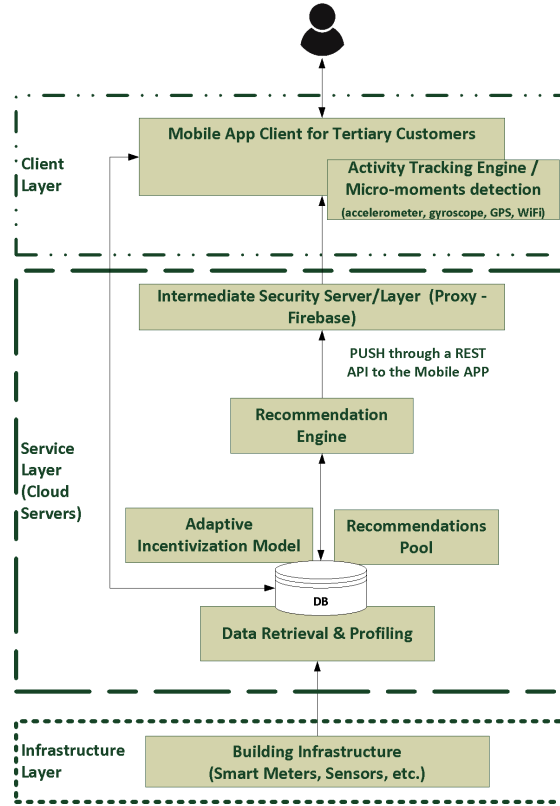 Mobile App Client for Tertiary Customers
Client
Layer
Activity Tracking Engine /
Micro-moments detection
(accelerometer, gyroscope, GPS, WiFi)
Intermediate Security Server/Layer (Proxy -
Firebase)
PUSH through a REST
API to the Mobile APP
Recommendation
Engine
Service
Layer
(Cloud
Servers)
Adaptive
Incentivization Model
Recommendations
Pool
DB
Data Retrieval & Profiling
Infrastructure
Layer
Building Infrastructure
(Smart Meters, Sensors, etc.)